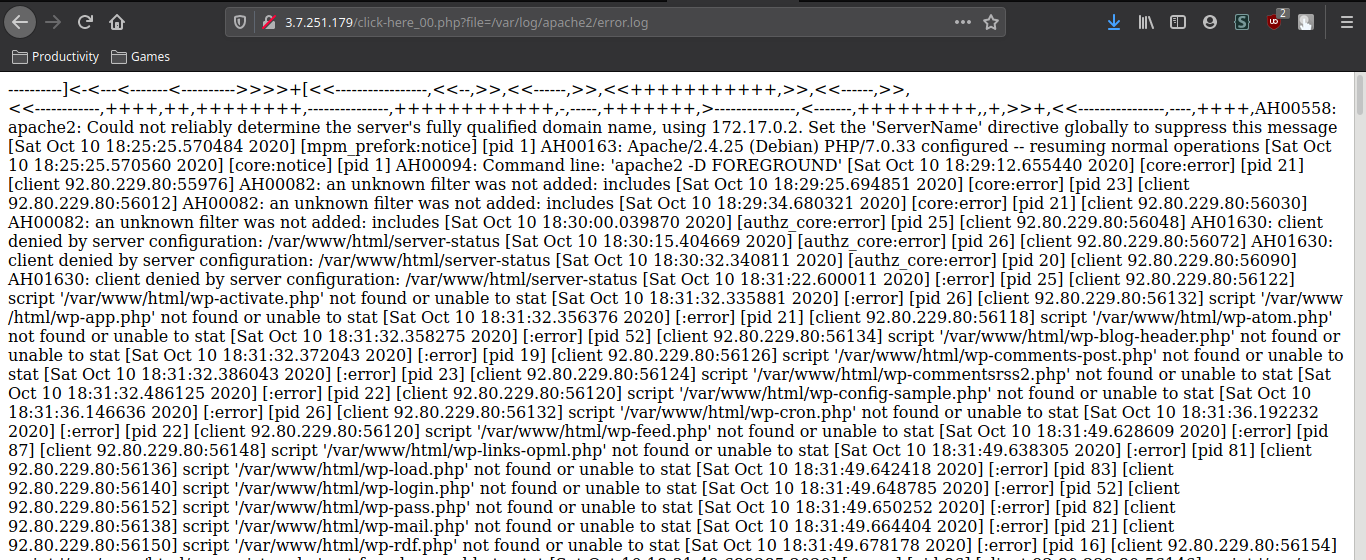 3.7.251.179/click-here_00.php?file=/var/log/apache2/error.log
2
Productivity
Games
apache2: Could not reliably determine the server's fully qualified domain name, using 172.17.0.2. Set the 'ServerName' directive globally to suppress this message
[Sat Oct 10 18:25:25.570484 2020] [mpm_prefork:notice] [pid 1] AH00163: Apache/2.4.25 (Debian) PHP/7.0.33 configured -- resuming normal operations [Sat Oct
10 18:25:25.570560 2020] [core:notice] [pid 1] AH00094: Command line: 'apache2 -D FOREGROUND' [Sat Oct 10 18:29:12.655440 2020] [core:error] [pid 21]
[client 92.80.229.80:55976] AH00082: an unknown filter was not added: includes [Sat Oct 10 18:29:25.694851 2020] [core:error] [pid 23] [client
92.80.229.80:56012] AH00082: an unknown filter was not added: includes [Sat Oct 10 18:29:34.680321 2020] [core:error] [pid 21] [client 92.80.229.80:56030]
AH00082: an unknown filter was not added: includes [Sat Oct 10 18:30:00.039870 2020] [authz_core:error] [pid 25] [client 92.80.229.80:56048] AH01630: client
denied by server configuration: /var/www/html/server-status [Sat Oct 10 18:30:15.404669 2020] [authz_core:error] [pid 26] [client 92.80.229.80:56072] AH01630:
client denied by server configuration: /var/www/html/server-status [Sat Oct 10 18:30:32.340811 2020] [authz_core:error] [pid 20] [client 92.80.229.80:56090]
AH01630: client denied by server configuration: /var/www/html/server-status [Sat Oct 10 18:31:22.600011 2020] [:error] [pid 25] [client 92.80.229.80:56122]
script '/var/www/html/wp-activate.php' not found or unable to stat [Sat Oct 10 18:31:32.335881 2020] [:error] [pid 26] [client 92.80.229.80:56132] script '/var/www
/html/wp-app.php' not found or unable to stat [Sat Oct 10 18:31:32.356376 2020] [:error] [pid 21] [client 92.80.229.80:56118] script '/var/www/html/wp-atom.php'
not found or unable to stat [Sat Oct 10 18:31:32.358275 2020] [:error] [pid 52] [client 92.80.229.80:56134] script '/var/www/html/wp-blog-header.php' not found or
unable to stat [Sat Oct 10 18:31:32.372043 2020] [:error] [pid 19] [client 92.80.229.80:56126] script '/var/www/html/wp-comments-post.php' not found or unable to
stat [Sat Oct 10 18:31:32.386043 2020] [:error] [pid 23] [client 92.80.229.80:56124] script '/var/www/html/wp-commentsrss2.php' not found or unable to stat [Sat
Oct 10 18:31:32.486125 2020] [:error] [pid 22] [client 92.80.229.80:56120] script '/var/www/html/wp-config-sample.php' not found or unable to stat [Sat Oct 10
18:31:36.146636 2020] [:error] [pid 26] [client 92.80.229.80:56132] script '/var/www/html/wp-cron.php' not found or unable to stat [Sat Oct 10 18:31:36.192232
2020] [:error] [pid 22] [client 92.80.229.80:56120] script '/var/www/html/wp-feed.php' not found or unable to stat [Sat Oct 10 18:31:49.628609 2020] [:error] [pid
87] [client 92.80.229.80:56148] script '/var/www/html/wp-links-opml.php' not found or unable to stat [Sat Oct 10 18:31:49.638305 2020] [:error] [pid 81] [client
92.80.229.80:56136] script '/var/www/html/wp-load.php' not found or unable to stat [Sat Oct 10 18:31:49.642418 2020] [:error] [pid 83] [client
92.80.229.80:56140] script '/var/www/html/wp-login.php' not found or unable to stat [Sat Oct 10 18:31:49.648785 2020] [:error] [pid 52] [client
92.80.229.80:56152] script '/var/www/html/wp-pass.php' not found or unable to stat [Sat Oct 10 18:31:49.650252 2020] [:error] [pid 82] [client
92.80.229.80:56138] script '/var/www/html/wp-mail.php' not found or unable to stat [Sat Oct 10 18:31:49.664404 2020] [:error] [pid 21] [client
92.80.229.80:56150] script '/var/www/html/wp-rdf.php' not found or unable to stat [Sat Oct 10 18:31:49.678178 2020] [:error] [pid 16] [client 92.80.229.80:56154]